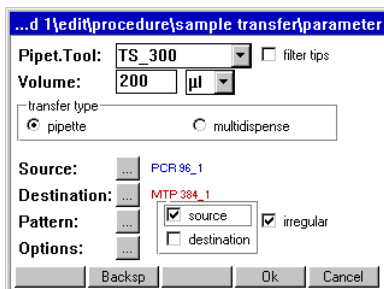 ...d 1\edit\procedure\sample transfer\parameter
Pipet.Tool: TS_300 filter tips
Volume: 200 µl
transfer type
pipette multidispense
Source: ... PCR 96_1
Destination: ... MTP 384_1
Pattern: ... source irregular
destination
Options: ...
Backsp Ok Cancel